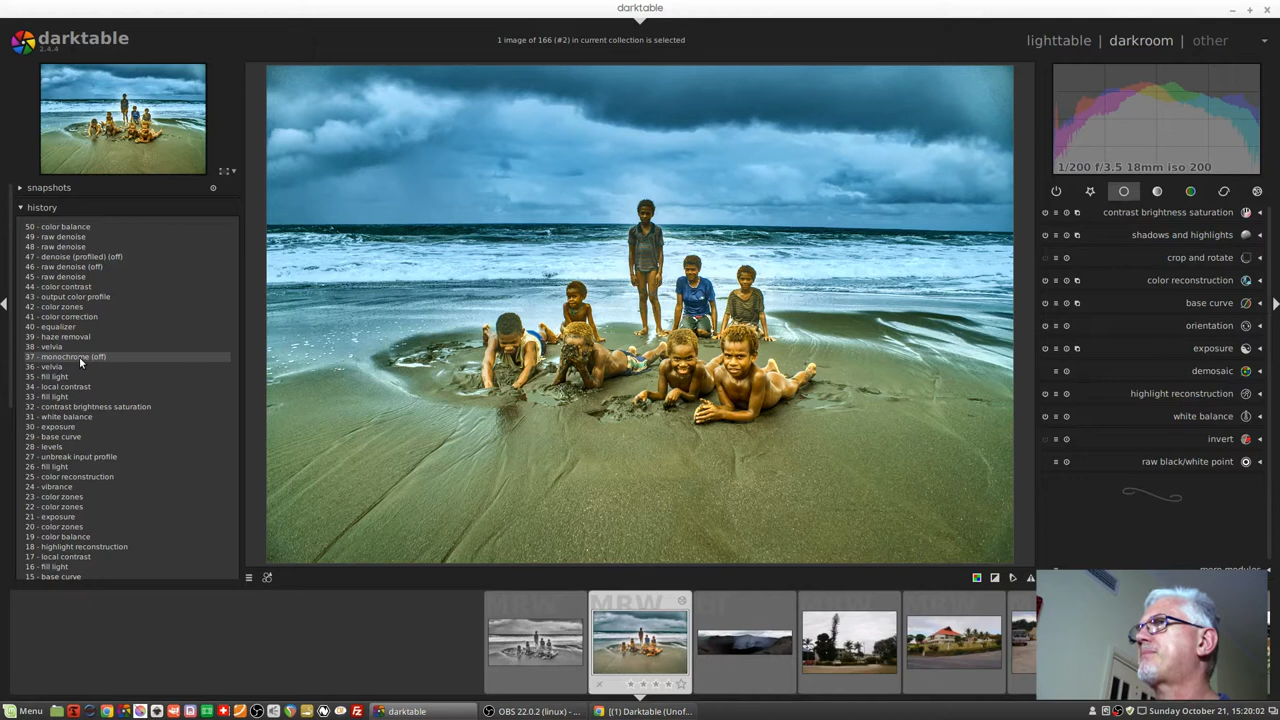 darktable
darktable
2.4.4
1 image of 166 (#2) in current collection is selected
lighttable | darkroom | other
1/200 f/3.5 18mm iso 200
snapshots
history
50 - color balance
49 - raw denoise
48 - raw denoise
47 - denoise (profiled) (off)
46 - raw denoise (off)
45 - raw denoise
44 - color contrast
43 - output color profile
42 - color zones
41 - color correction
40 - equalizer
39 - haze removal
38 - velvia
37 - monochrome (off)
36 - velvia
35 - fill light
34 - local contrast
33 - fill light
32 - contrast brightness saturation
31 - white balance
30 - exposure
29 - base curve
28 - levels
27 - unbreak input profile
26 - fill light
25 - color reconstruction
24 - vibrance
23 - color zones
22 - color zones
21 - exposure
20 - color zones
19 - color balance
18 - highlight reconstruction
17 - local contrast
16 - fill light
15 - base curve
contrast brightness saturation
shadows and highlights
crop and rotate
color reconstruction
base curve
orientation
exposure
demosaic
highlight reconstruction
white balance
invert
raw black/white point
MRW
MRW
MRW
Menu
darktable
OBS 22.0.2 (linux) - ...
[(1) Darktable (Unof...
Sunday October 21, 15:20:02